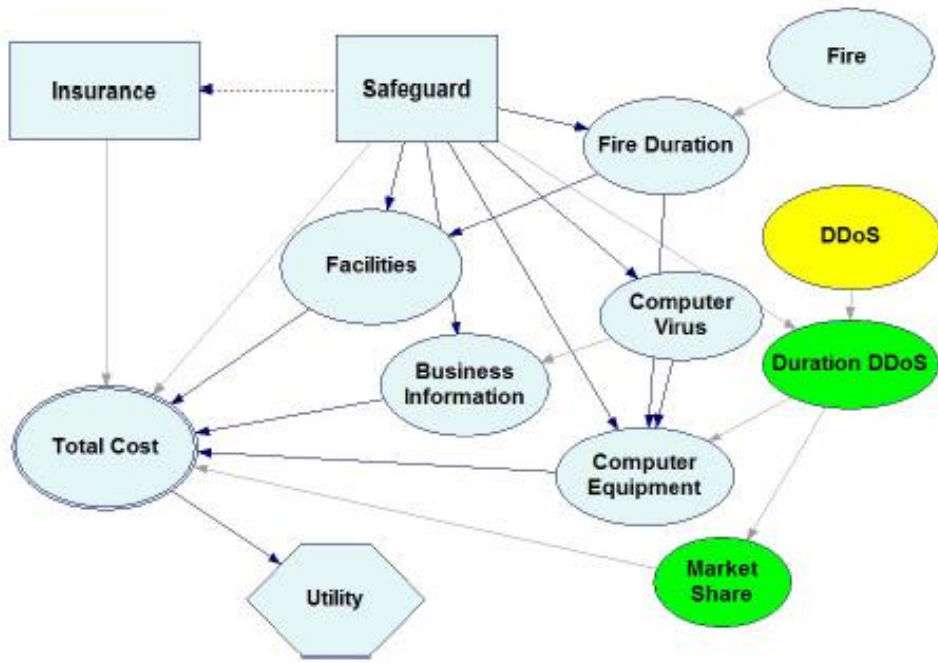 Fire
Insurance
Safeguard
Fire Duration
DDoS
Facilities
Computer
Virus
Duration DDoS
Business
Information
Total Cost
Computer
Equipment
Market
Share
Utility